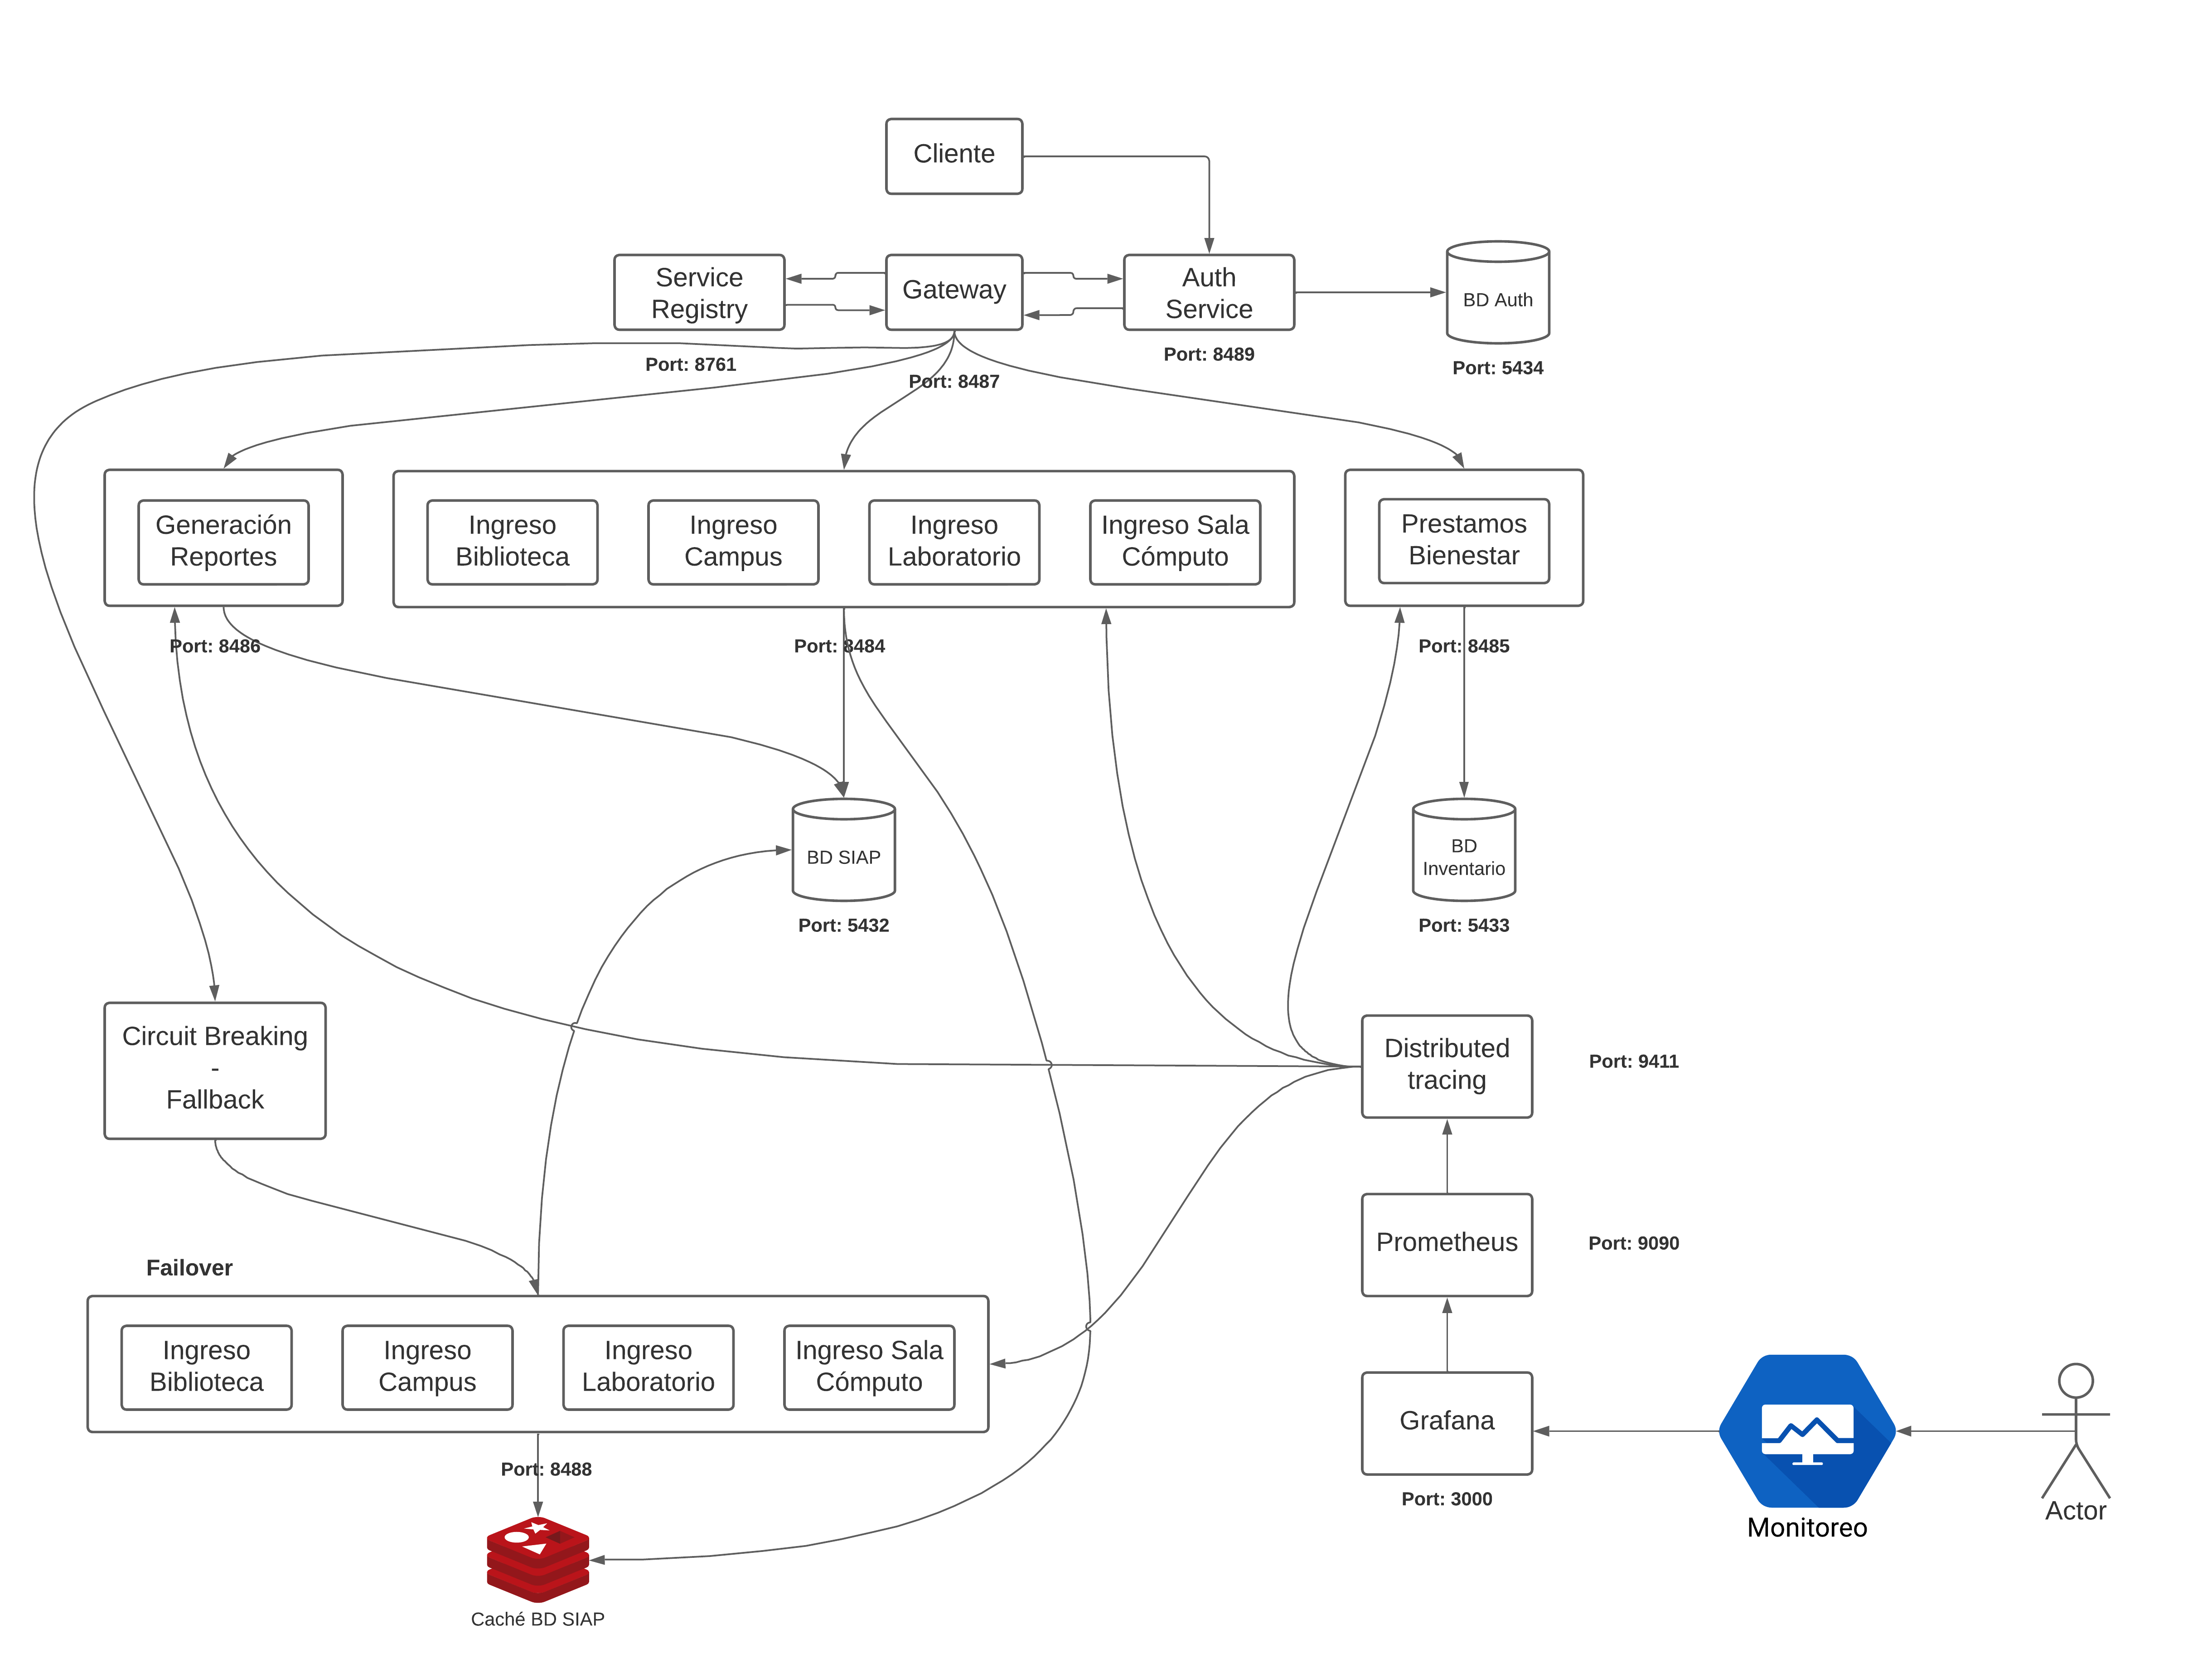 Cliente
Service
Registry
Gateway
Auth
Service
BD Auth
Port: 8761
Port: 8487
Port: 8489
Port: 5434
Generación
Reportes
Ingreso
Biblioteca
Ingreso
Campus
Ingreso
Laboratorio
Ingreso Sala
Cómputo
Prestamos
Bienestar
Port: 8486
Port: 8484
Port: 8485
BD SIAP
BD
Inventario
Port: 5432
Port: 5433
Circuit Breaking
-
Fallback
Distributed
tracing
Port: 9411
Prometheus
Port: 9090
Failover
Ingreso
Biblioteca
Ingreso
Campus
Ingreso
Laboratorio
Ingreso Sala
Cómputo
Grafana
Port: 8488
Port: 3000
Monitoreo
Actor
Caché BD SIAP